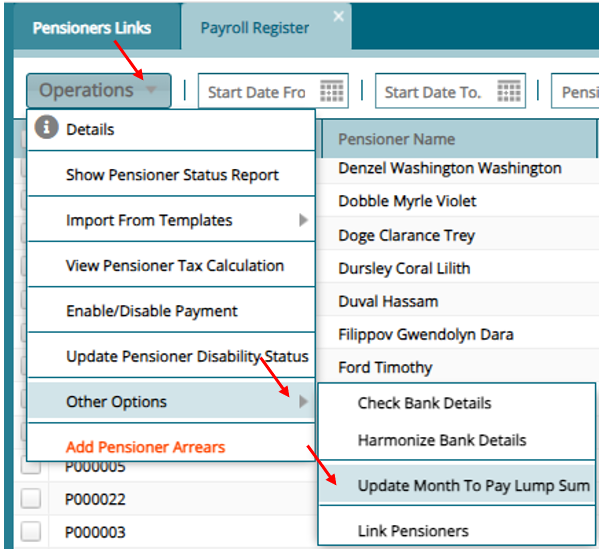 Pensioners Links
Payroll Register
Operations
Start Date Fro
Start Date To.
Pensi
Pensioner Name
Details
Show Pensioner Status Report
Import From Templates
View Pensioner Tax Calculation
Enable/Disable Payment
Update Pensioner Disability Status
Other Options
Add Pensioner Arrears
Denzel Washington Washington
Dobble Myrle Violet
Doge Clarance Trey
Dursley Coral Lilith
Duval Hassam
Filippov Gwendolyn Dara
Ford Timothy
Check Bank Details
Harmonize Bank Details
Update Month To Pay Lump Sum
Link Pensioners
P000005
P000022
P000003